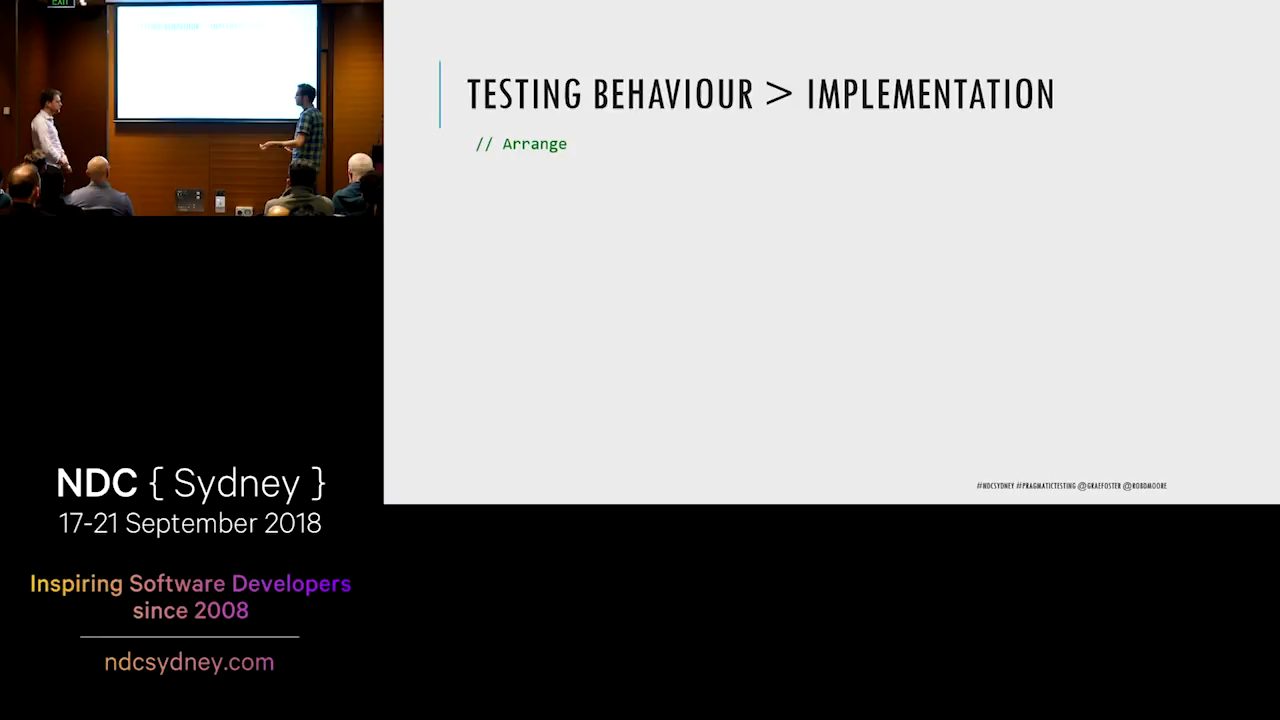 EXIT
TESTING BEHAVIOUR > IMPLEMENTATION
// Arrange
#NDCSYDNEY #PRAGMATICTESTING @GRAEFOSTER @ROBDMOORE
NDC { Sydney }
17-21 September 2018
Inspiring Software Developers
since 2008
ndcsydney.com